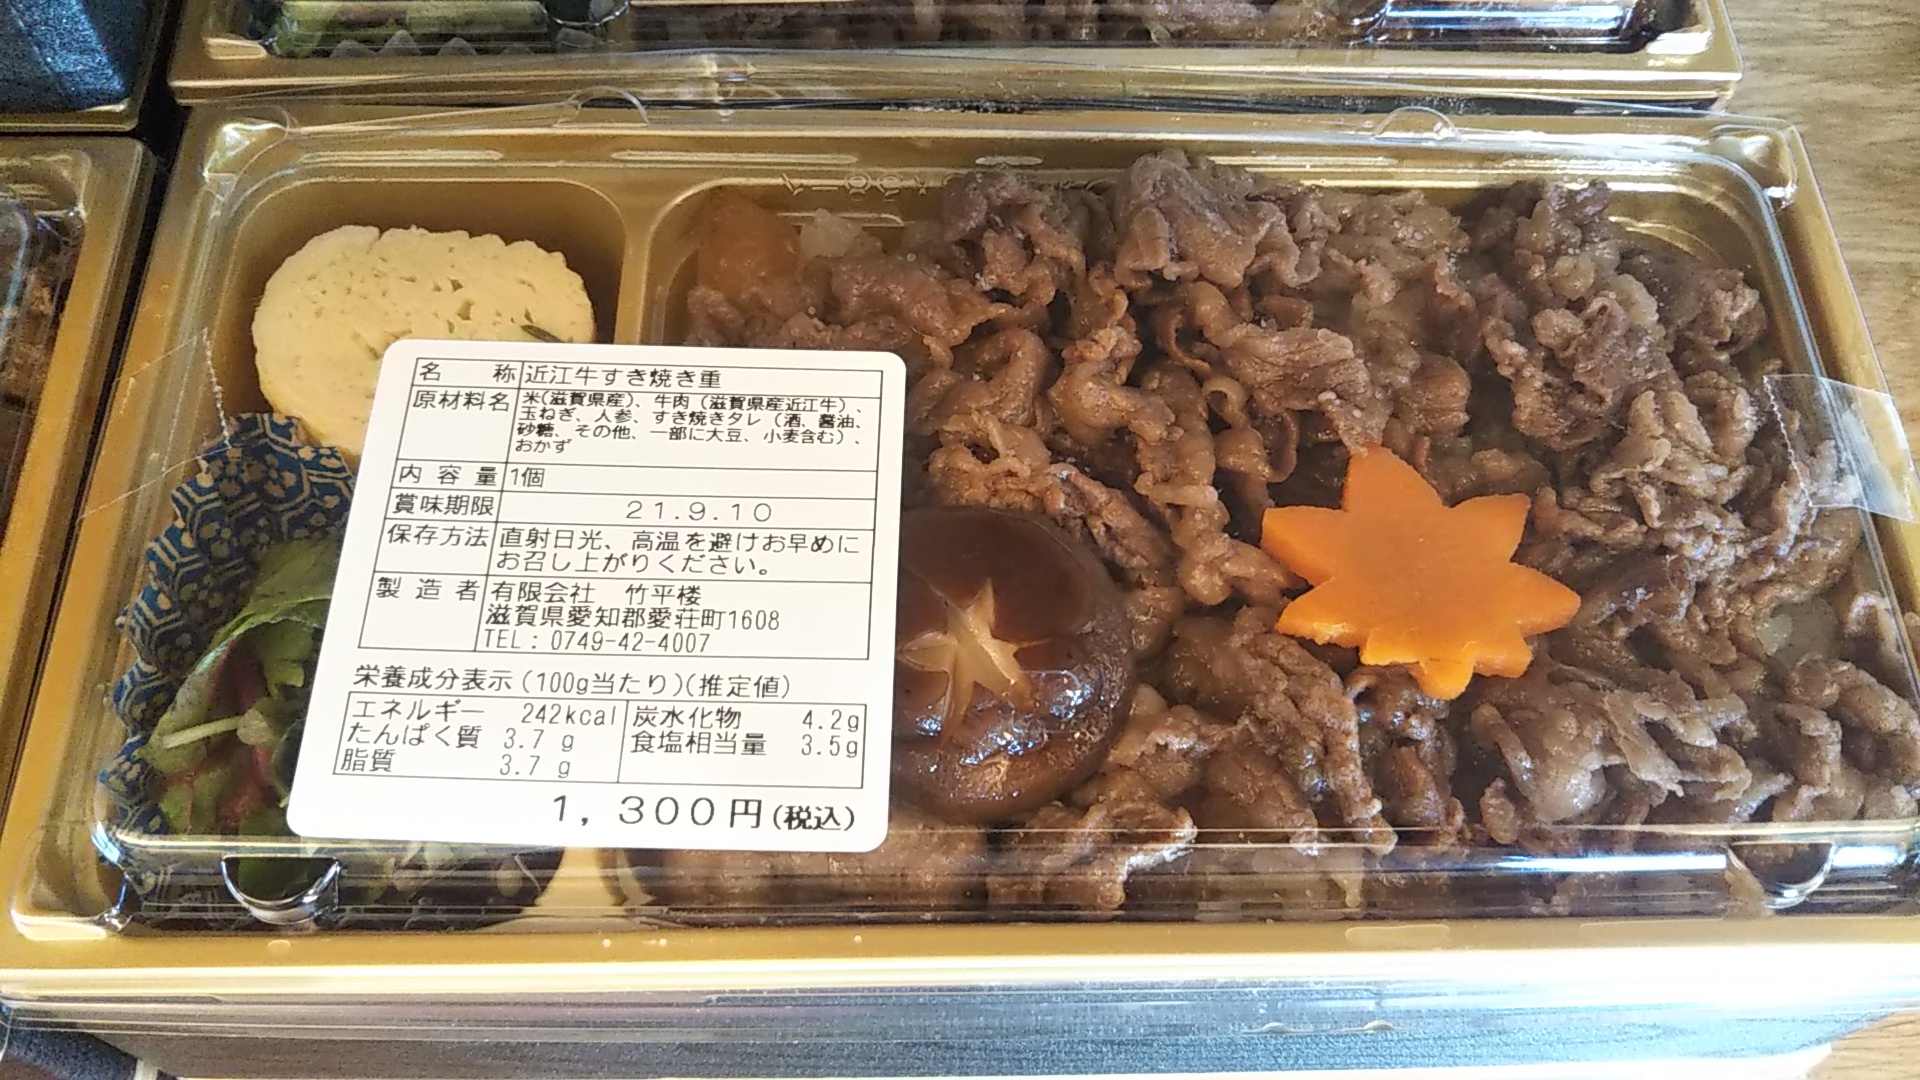 名称 近江牛すき焼き重
原材料名 米(滋賀県産)、牛肉(滋賀県産近江牛)、
玉ねぎ、人参、すき焼きタレ(酒、醤油、
砂糖、その他、一部に大豆、小麦含む)、
おかず
内容量 1個
賞味期限 21.9.10
保存方法 直射日光、高温を避けお早めに
お召し上がりください。
製造者 有限会社 竹平楼
滋賀県愛知郡愛荘町1608
TEL:0749-42-4007
栄養成分表示(100g当たり)(推定値)
エネルギー 242kcal 炭水化物 4.2g
たんぱく質 3.7g 食塩相当量 3.5g
脂質 3.7g
1,300円(税込)